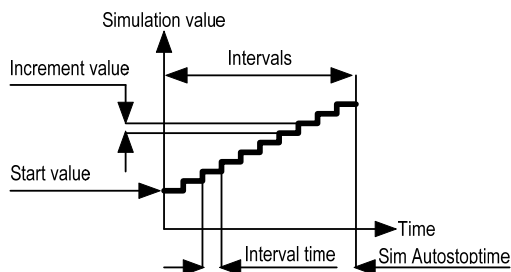 Simulation value
Intervals
Increment value
Start value
Time
Interval time
Sim Autostoptime